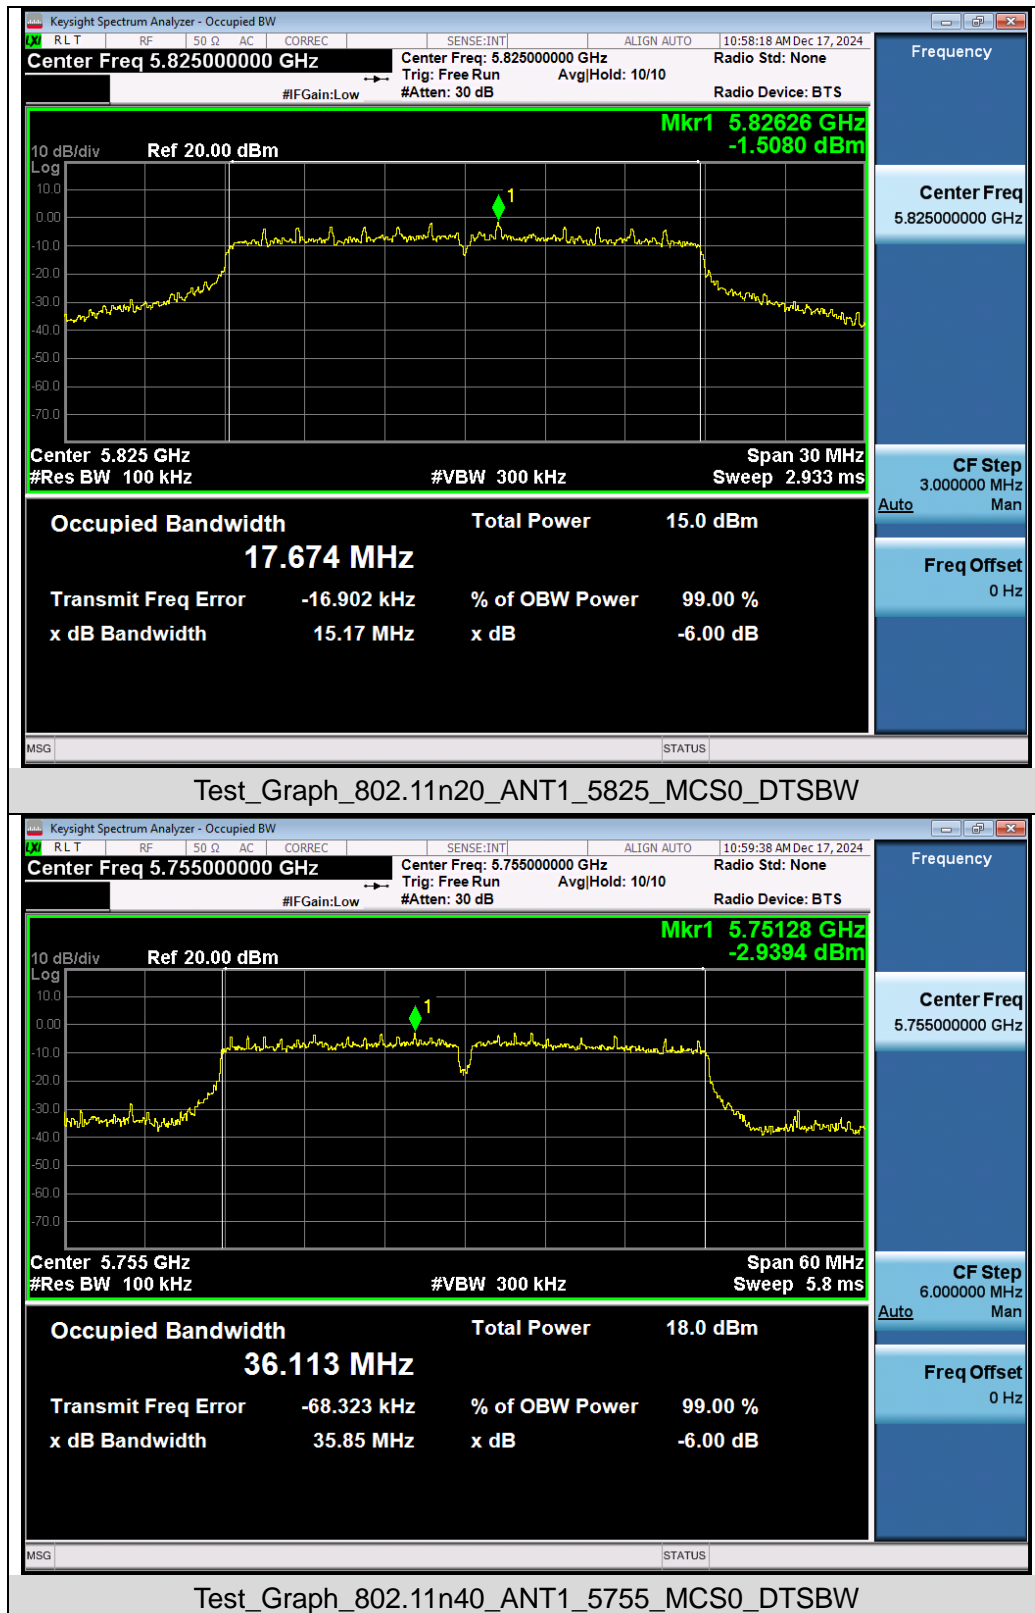 Keysight Spectrum Analyzer - Occupied BW
LXI RLT RF 50 Ω AC CORREC SENSE:INT ALIGN AUTO 10:58:18 AM Dec 17, 2024
Center Freq 5.825000000 GHz Center Freq: 5.825000000 GHz Radio Std: None
Trig: Free Run Avg|Hold: 10/10
#IFGain:Low #Atten: 30 dB Radio Device: BTS
Frequency
Mkr1 5.82626 GHz
-1.5080 dBm
10 dB/div Ref 20.00 dBm
Log
10.0
0.00
-10.0
-20.0
-30.0
-40.0
-50.0
-60.0
-70.0
1
Center 5.825 GHz Span 30 MHz
#Res BW 100 kHz #VBW 300 kHz Sweep 2.933 ms
Center Freq
5.825000000 GHz
CF Step
3.000000 MHz
Auto Man
Freq Offset
0 Hz
Occupied Bandwidth Total Power 15.0 dBm
17.674 MHz
Transmit Freq Error -16.902 kHz % of OBW Power 99.00 %
x dB Bandwidth 15.17 MHz x dB -6.00 dB
MSG STATUS
Test_Graph_802.11n20_ANT1_5825_MCS0_DTSBW
Keysight Spectrum Analyzer - Occupied BW
LXI RLT RF 50 Ω AC CORREC SENSE:INT ALIGN AUTO 10:59:38 AM Dec 17, 2024
Center Freq 5.755000000 GHz Center Freq: 5.755000000 GHz Radio Std: None
Trig: Free Run Avg|Hold: 10/10
#IFGain:Low #Atten: 30 dB Radio Device: BTS
Frequency
Mkr1 5.75128 GHz
-2.9394 dBm
10 dB/div Ref 20.00 dBm
Log
10.0
0.00
-10.0
-20.0
-30.0
-40.0
-50.0
-60.0
-70.0
1
Center 5.755 GHz Span 60 MHz
#Res BW 100 kHz #VBW 300 kHz Sweep 5.8 ms
Center Freq
5.755000000 GHz
CF Step
6.000000 MHz
Auto Man
Freq Offset
0 Hz
Occupied Bandwidth Total Power 18.0 dBm
36.113 MHz
Transmit Freq Error -68.323 kHz % of OBW Power 99.00 %
x dB Bandwidth 35.85 MHz x dB -6.00 dB
MSG STATUS
Test_Graph_802.11n40_ANT1_5755_MCS0_DTSBW